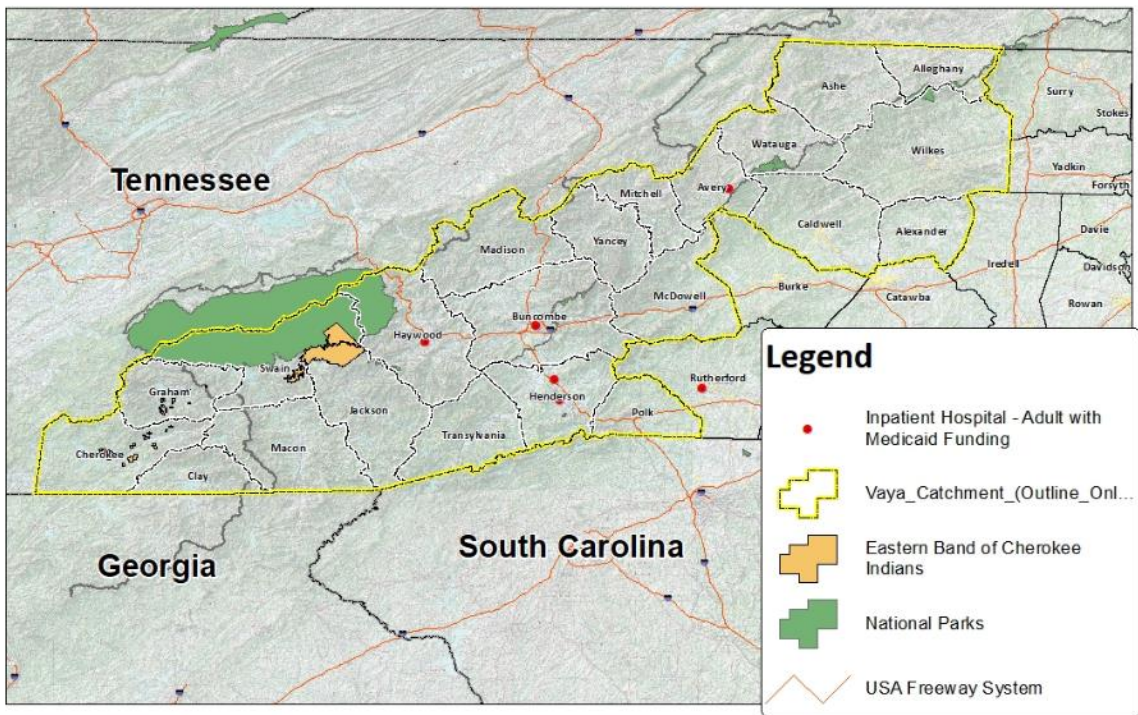 Alleghany
Ashe
Surry
Stokes
Watauga
Wilkes
Yadkin
Forsyth
Tennessee
Mitchell
Avery
Caldwell
Alexander
Davie
Madison
Yancey
Iredell
Davidson
McDowell
Burke
Catawba
Rowan
Buncombe
Haywood
Swain
Rutherford
Graham
Henderson
Jackson
Polk
Transylvania
Cherokee
Macon
Clay
Georgia
South Carolina
Legend
Inpatient Hospital - Adult with
Medicaid Funding
Vaya_Catchment_(Outline_Onl...
Eastern Band of Cherokee
Indians
National Parks
USA Freeway System